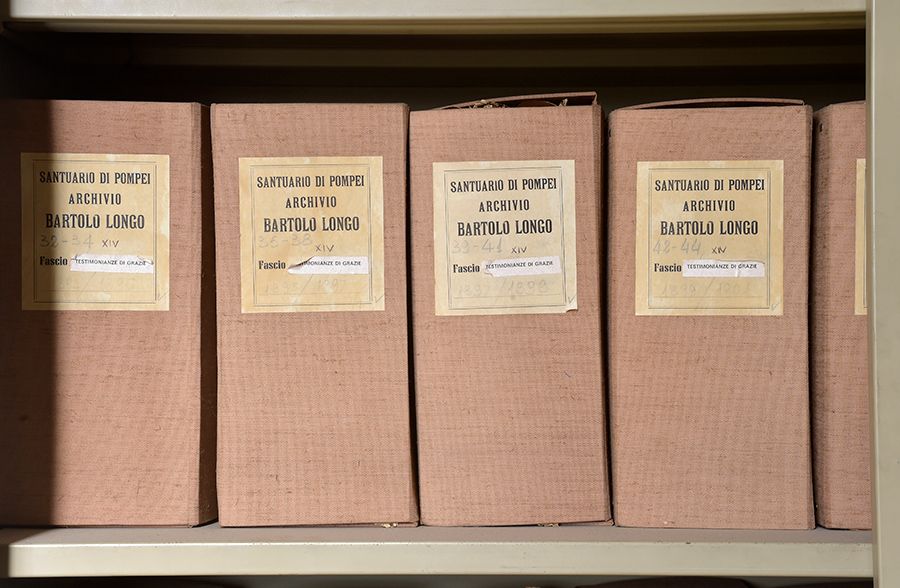 SANTUARIO DI POMPEI
ARCHIVIO
BARTOLO LONGO
32-34 XIV
Fascio TESTIMONIANZE DI GRAZIE
SANTUARIO DI POMPEI
ARCHIVIO
BARTOLO LONGO
XIV
Fascio TESTIMONIANZE DI GRAZIE
SANTUARIO DI POMPEI
ARCHIVIO
BARTOLO LONGO
39-41 XIV
Fascio TESTIMONIANZE DI GRAZIE
SANTUARIO DI POMPEI
ARCHIVIO
BARTOLO LONGO
42-44 XIV
Fascio TESTIMONIANZE DI GRAZIE